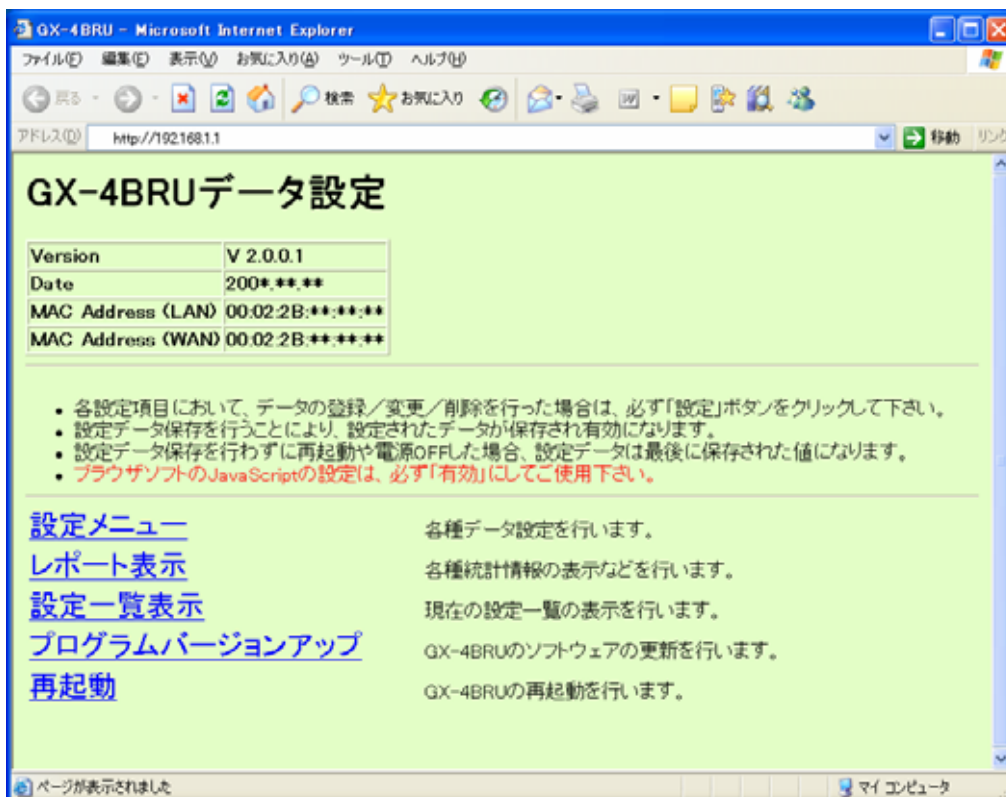 GX-4BRU - Microsoft Internet Explorer
ファイル(F) 編集(E) 表示(V) お気に入り(A) ツール(T) ヘルプ(H)
戻る 検索 お気に入り
アドレス(D) http://192.168.1.1 移動 リンク
GX-4BRUデータ設定
Version V 2.0.0.1
Date 200*.**.**
MAC Address (LAN) 00:02:2B:**:**:**
MAC Address (WAN) 00:02:2B:**:**:**
・各設定項目において、データの登録／変更／削除を行った場合は、必ず「設定」ボタンをクリックして下さい。
・設定データ保存を行うことにより、設定されたデータが保存され有効になります。
・設定データ保存を行わずに再起動や電源OFFした場合、設定データは最後に保存された値になります。
・ブラウザソフトのJavaScriptの設定は、必ず「有効」にしてご使用下さい。
設定メニュー 各種データ設定を行います。
レポート表示 各種統計情報の表示などを行います。
設定一覧表示 現在の設定一覧の表示を行います。
プログラムバージョンアップ GX-4BRUのソフトウェアの更新を行います。
再起動 GX-4BRUの再起動を行います。
ページが表示されました マイ コンピュータ